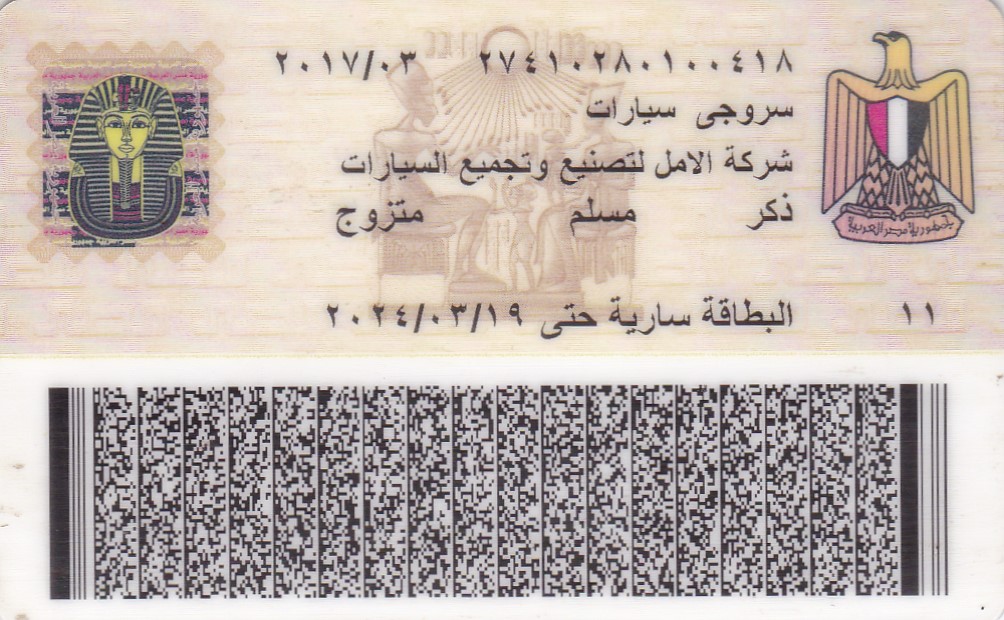 ٢٧٤١٠٢٨٠١٠٠٤١٨ ٢٠١٧/٠٣
سروجى سيارات
شركة الامل لتصنيع وتجميع السيارات
ذكر مسلم متزوج
جمهورية مصر العربية
١١ البطاقة سارية حتى ٢٠٢٤/٠٣/١٩